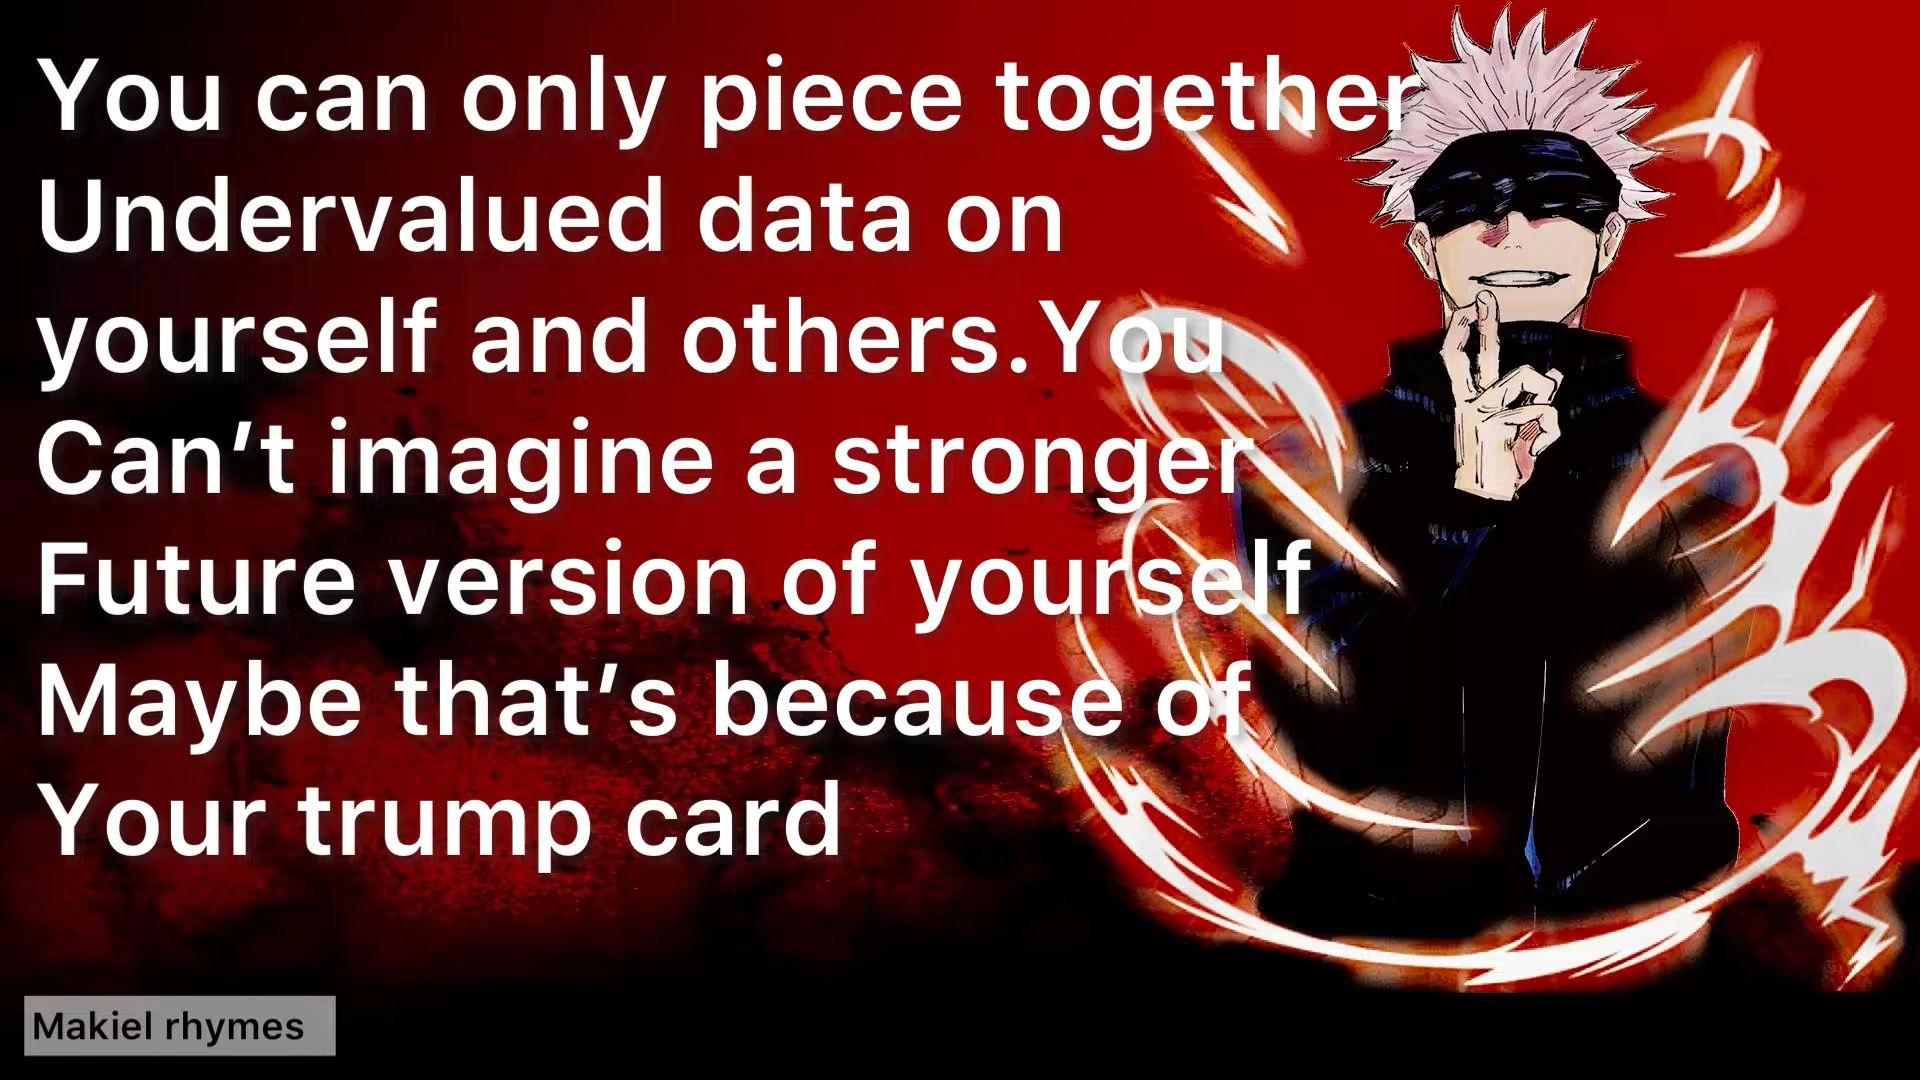 You can only piece together
Undervalued data on
yourself and others.You
Can’t imagine a stronger
Future version of yourself
Maybe that’s because of
Your trump card
Makiel rhymes